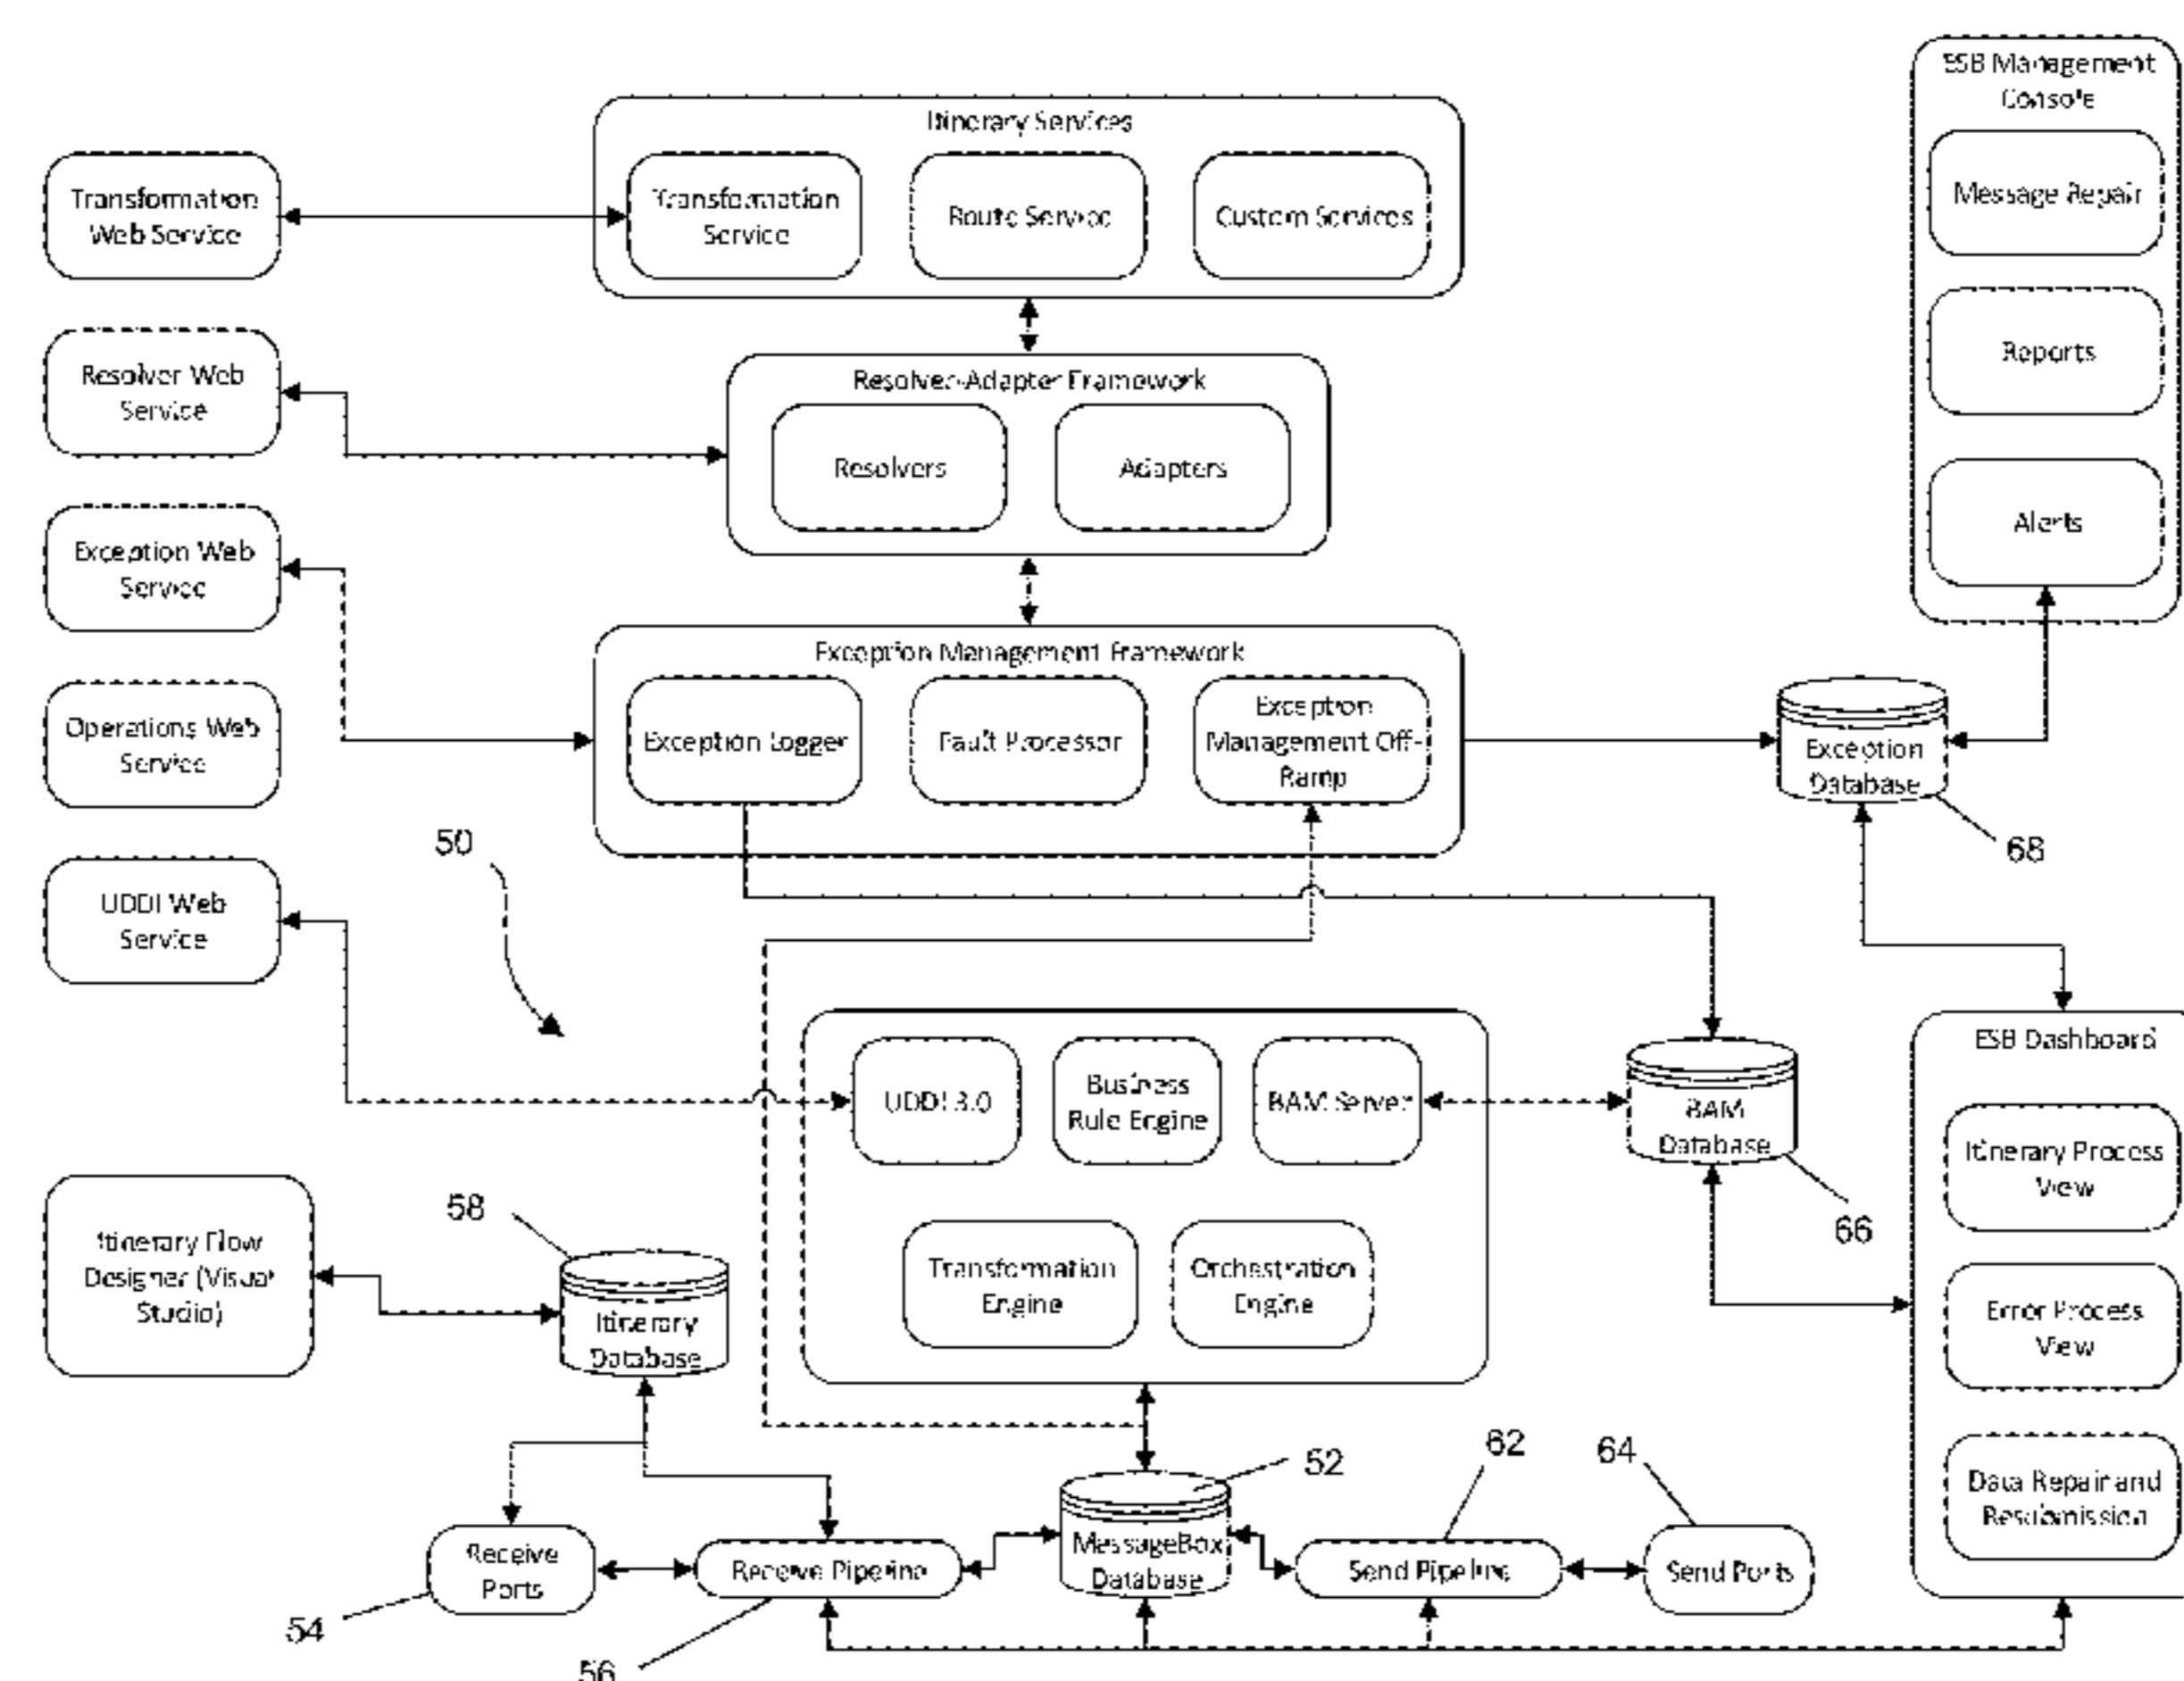 ESB Management
Console
Message Repair
Reports
Alerts
Itinerary Services
Transformation
Service
Route Service
Custom Services
Transformation
Web Service
Resolver Web
Service
Resolver-Adapter Framework
Resolvers
Adapters
Exception Web
Service
Exception Management Framework
Exception Logger
Fault Processor
Exception
Management Off-
Ramp
Exception
Database
68
Operations Web
Service
50
UDDI Web
Service
UDDI 3.0
Business
Rule Engine
BAM Server
BAM
Database
66
Transformation
Engine
Orchestration
Engine
ESB Dashboard
Itinerary Process
View
Error Process
View
Data Repair and
Resubmission
Itinerary Flow
Designer (Visual
Studio)
58
Itinerary
Database
52
62
64
Receive
Ports
Receive Pipeline
MessageBox
Database
Send Pipeline
Send Ports
54
56